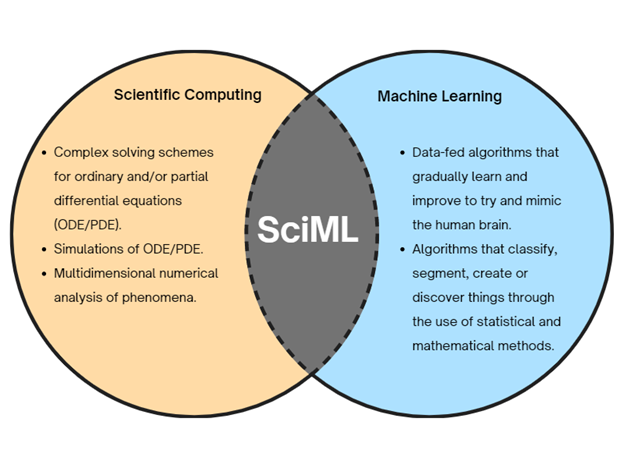 Scientific Computing
• Complex solving schemes
for ordinary and/or partial
differential equations
(ODE/PDE).
• Simulations of ODE/PDE.
• Multidimensional numerical
analysis of phenomena.
SciML
Machine Learning
• Data-fed algorithms that
gradually learn and
improve to try and mimic
the human brain.
• Algorithms that classify,
segment, create or
discover things through
the use of statistical and
mathematical methods.